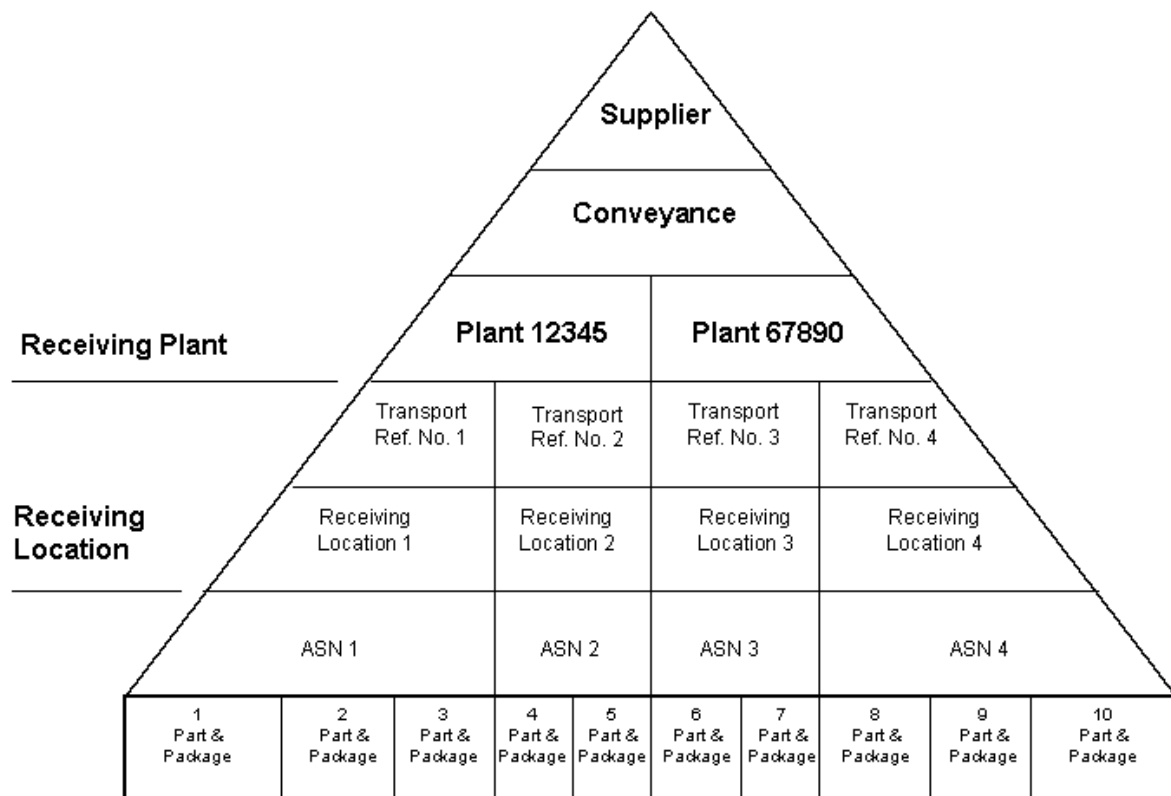 Supplier
Conveyance
Receiving Plant
Plant 12345
Plant 67890
Transport
Ref. No. 1
Transport
Ref. No. 2
Transport
Ref. No. 3
Transport
Ref. No. 4
Receiving
Location
Receiving
Location 1
Receiving
Location 2
Receiving
Location 3
Receiving
Location 4
ASN 1
ASN 2
ASN 3
ASN 4
1
Part &
Package
2
Part &
Package
3
Part &
Package
4
Part &
Package
5
Part &
Package
6
Part &
Package
7
Part &
Package
8
Part &
Package
9
Part &
Package
10
Part &
Package